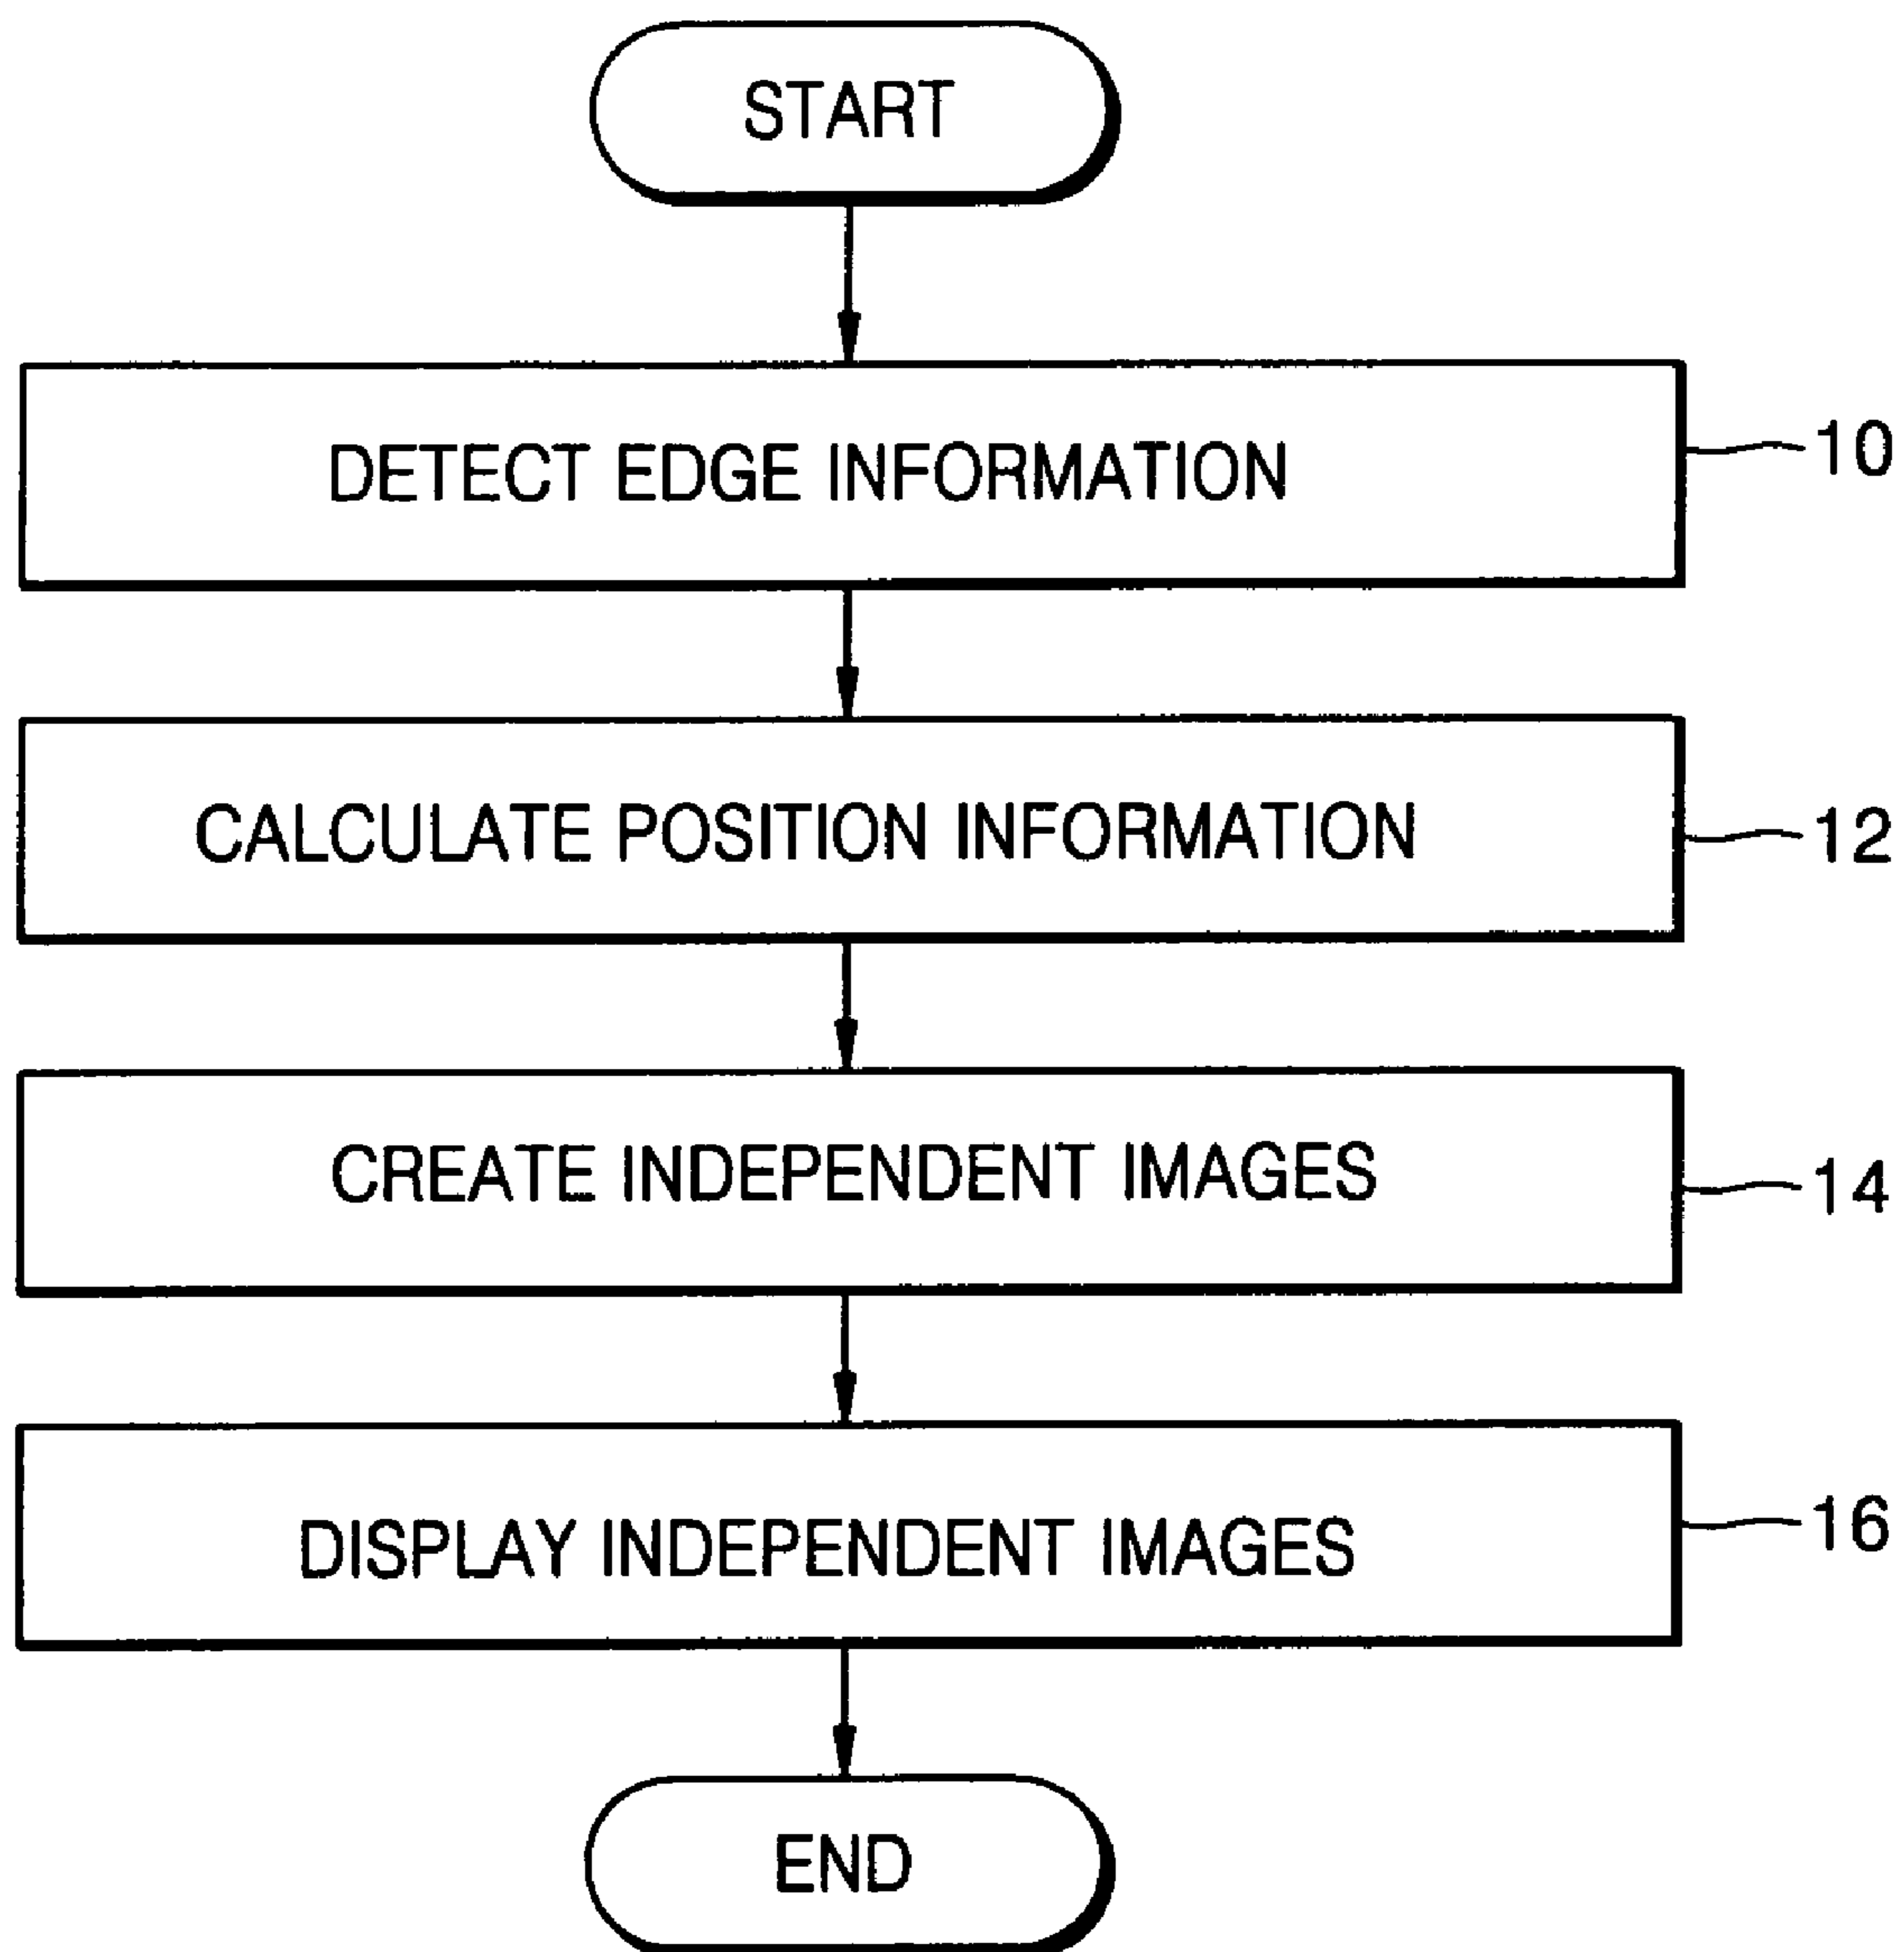 START
DETECT EDGE INFORMATION
10
CALCULATE POSITION INFORMATION
12
CREATE INDEPENDENT IMAGES
14
DISPLAY INDEPENDENT IMAGES
16
END